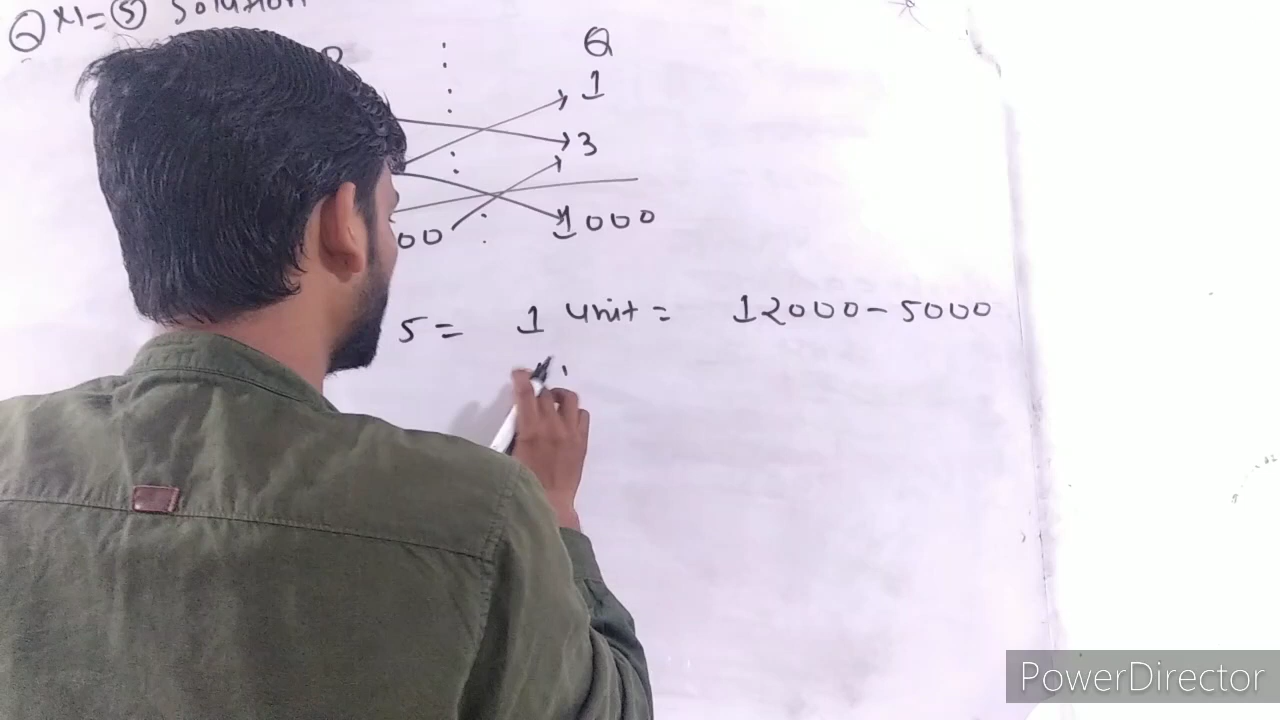 Q x1 = 5 Solution
Q
1
3
00 1000
5 = 1 unit = 12000 - 5000
PowerDirector